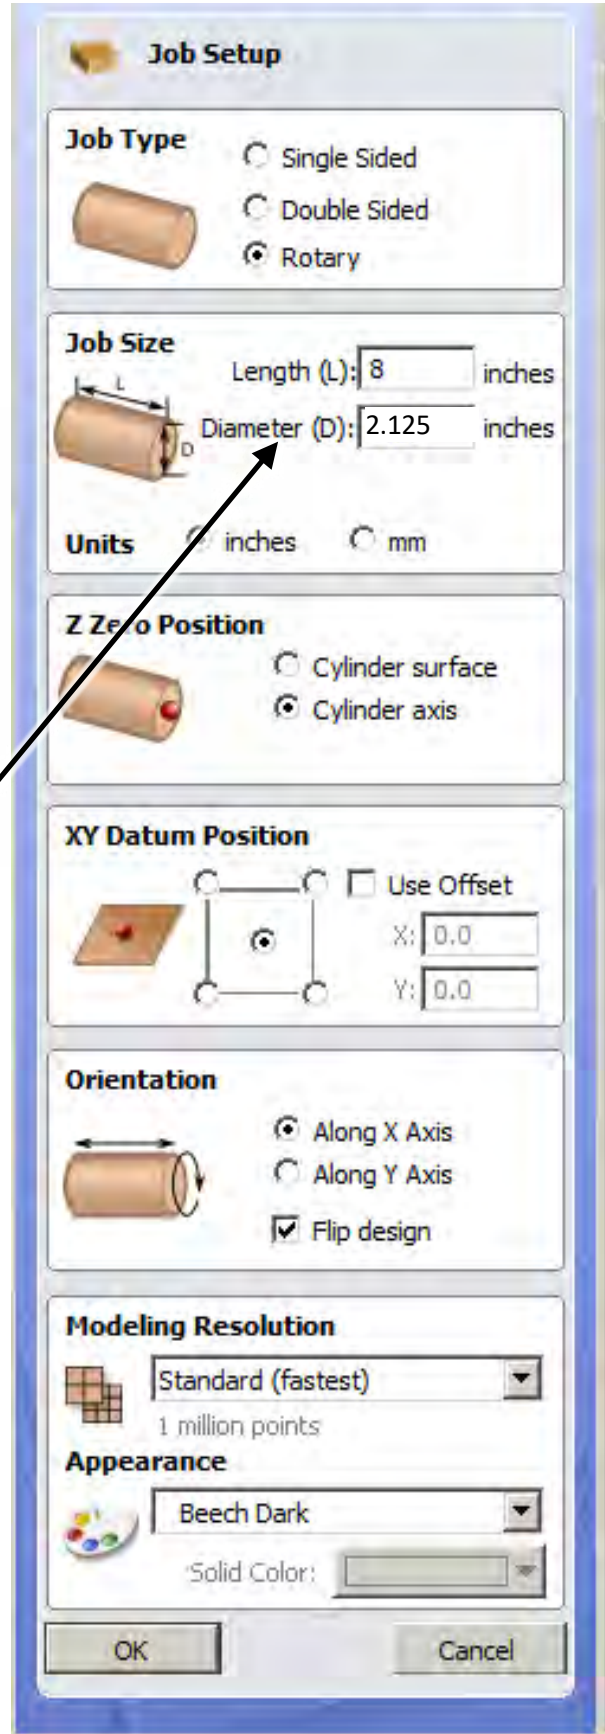 Job Setup
Job Type
Single Sided
Double Sided
Rotary
Job Size
L
D
Length (L): 8 inches
Diameter (D): 2.125 inches
Units inches mm
Z Zero Position
Cylinder surface
Cylinder axis
XY Datum Position
Use Offset
X: 0.0
Y: 0.0
Orientation
Along X Axis
Along Y Axis
Flip design
Modeling Resolution
Standard (fastest)
1 million points
Appearance
Beech Dark
Solid Color:
OK Cancel